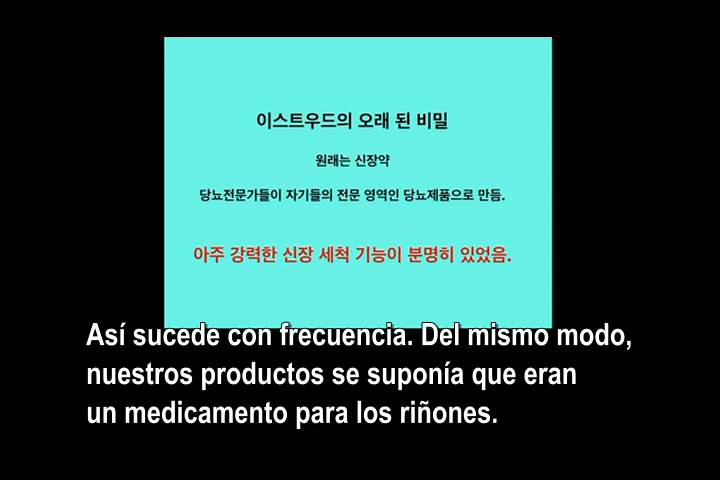 이스트우드의 오래 된 비밀
원래는 신장약
당뇨전문가들이 자기들의 전문 영역인 당뇨제품으로 만듬.
아주 강력한 신장 세척 기능이 분명히 있었음.
Así sucede con frecuencia. Del mismo modo,
nuestros productos se suponía que eran
un medicamento para los riñones.